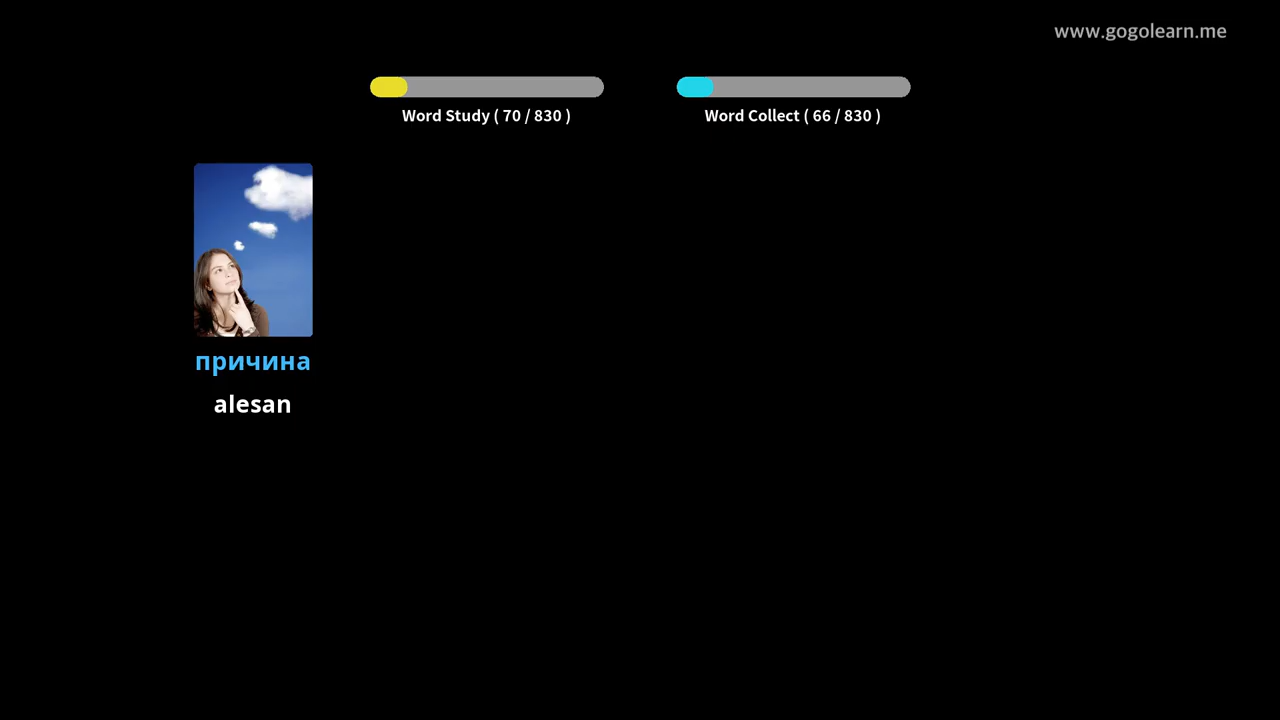 www.gogolearn.me
Word Study ( 70 / 830 )
Word Collect ( 66 / 830 )
причина
alesan